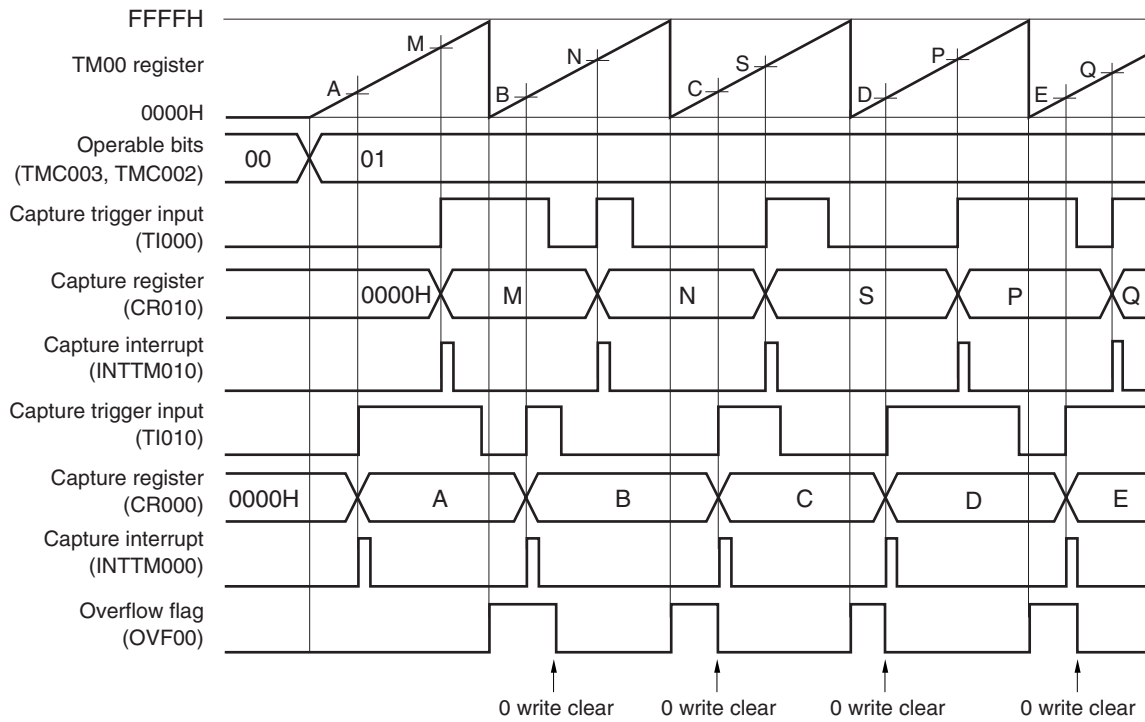 FFFFH
TM00 register
0000H
A M B N C S D P E Q
Operable bits
(TMC003, TMC002)
00 01
Capture trigger input
(TI000)
Capture register
(CR010)
0000H M N S P Q
Capture interrupt
(INTTM010)
Capture trigger input
(TI010)
Capture register
(CR000)
0000H A B C D E
Capture interrupt
(INTTM000)
Overflow flag
(OVF00)
0 write clear 0 write clear 0 write clear 0 write clear